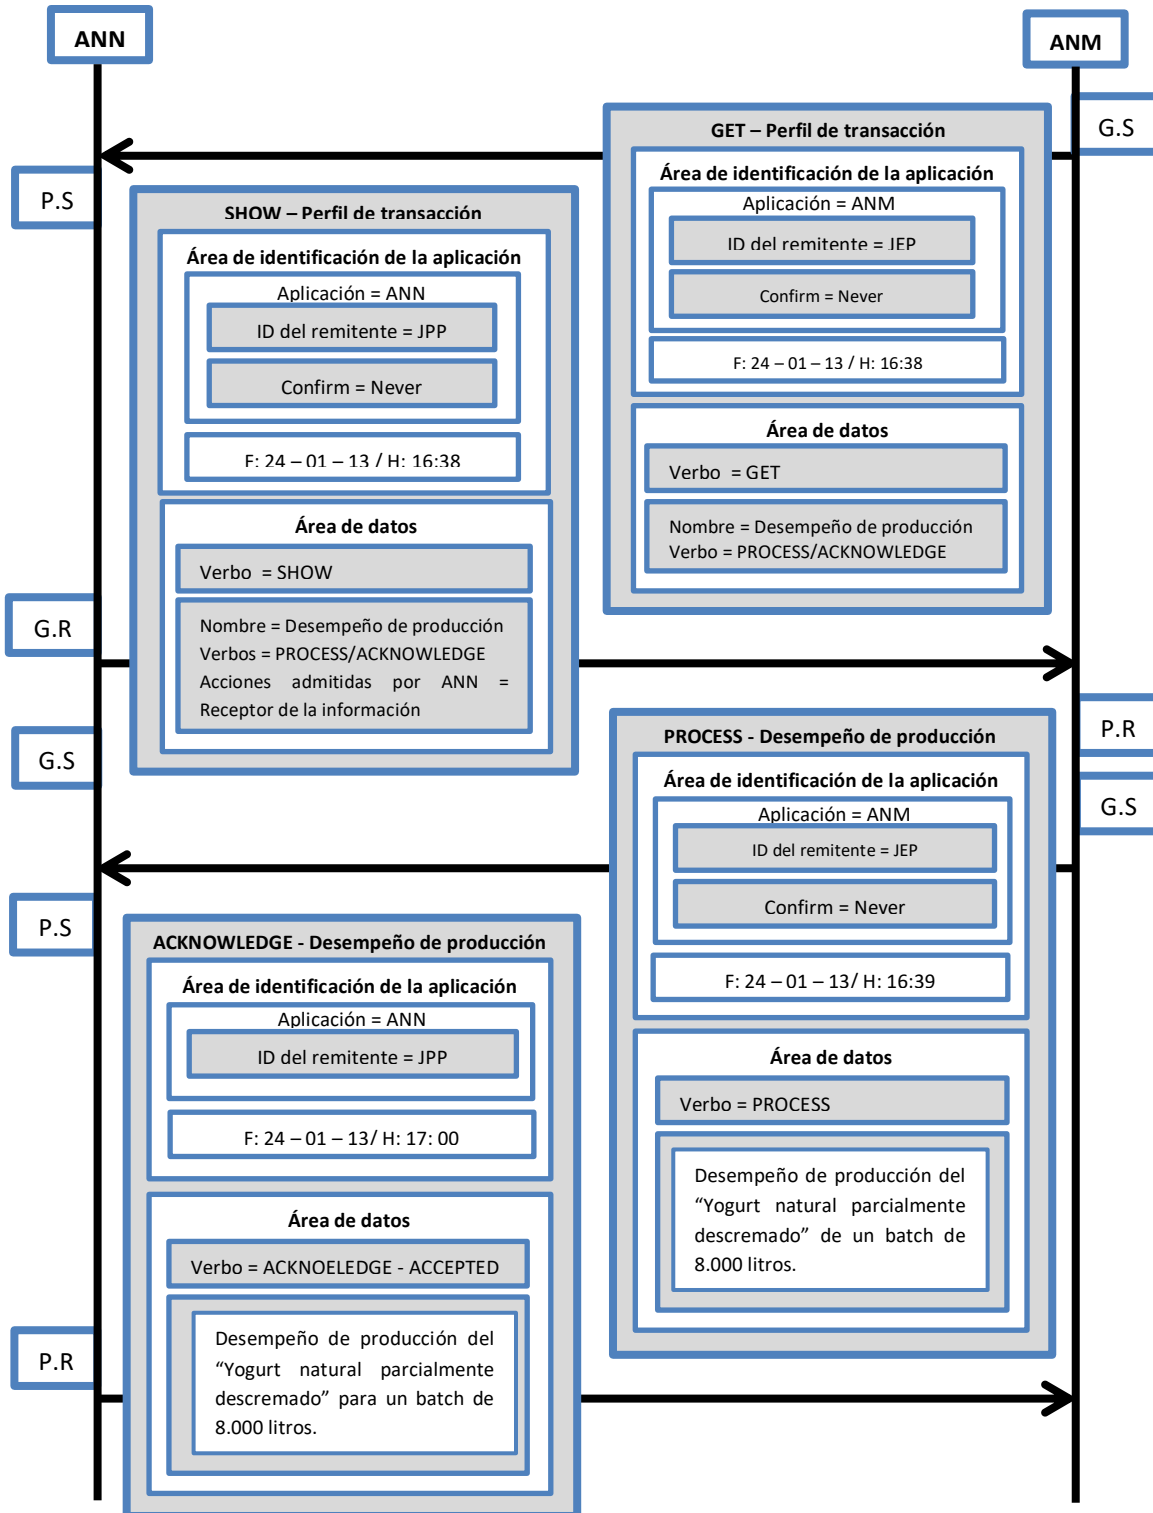 ANN
ANM
G.S
GET – Perfil de transacción
Área de identificación de la aplicación
Aplicación = ANM
ID del remitente = JEP
Confirm = Never
F: 24 – 01 – 13 / H: 16:38
Área de datos
Verbo = GET
Nombre = Desempeño de producción
Verbo = PROCESS/ACKNOWLEDGE
P.S
SHOW – Perfil de transacción
Área de identificación de la aplicación
Aplicación = ANN
ID del remitente = JPP
Confirm = Never
F: 24 – 01 – 13 / H: 16:38
Área de datos
Verbo = SHOW
Nombre = Desempeño de producción
Verbos = PROCESS/ACKNOWLEDGE
Acciones admitidas por ANN =
Receptor de la información
G.R
G.S
P.R
G.S
PROCESS - Desempeño de producción
Área de identificación de la aplicación
Aplicación = ANM
ID del remitente = JEP
Confirm = Never
F: 24 – 01 – 13/ H: 16:39
Área de datos
Verbo = PROCESS
Desempeño de producción del
“Yogurt natural parcialmente
descremado” de un batch de
8.000 litros.
P.S
ACKNOWLEDGE - Desempeño de producción
Área de identificación de la aplicación
Aplicación = ANN
ID del remitente = JPP
F: 24 – 01 – 13/ H: 17: 00
Área de datos
Verbo = ACKNOELEDGE - ACCEPTED
Desempeño de producción del
“Yogurt natural parcialmente
descremado” para un batch de
8.000 litros.
P.R